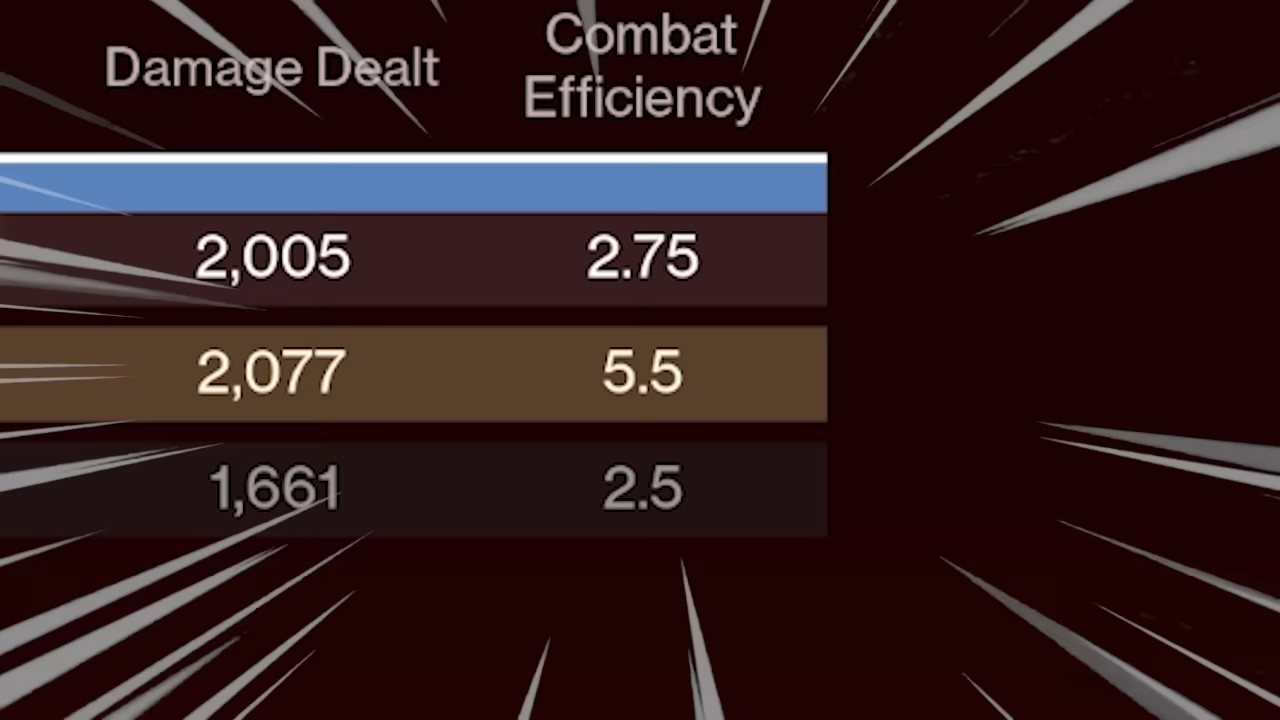 Damage Dealt
Combat
Efficiency
2,005 2.75
2,077 5.5
1,661 2.5